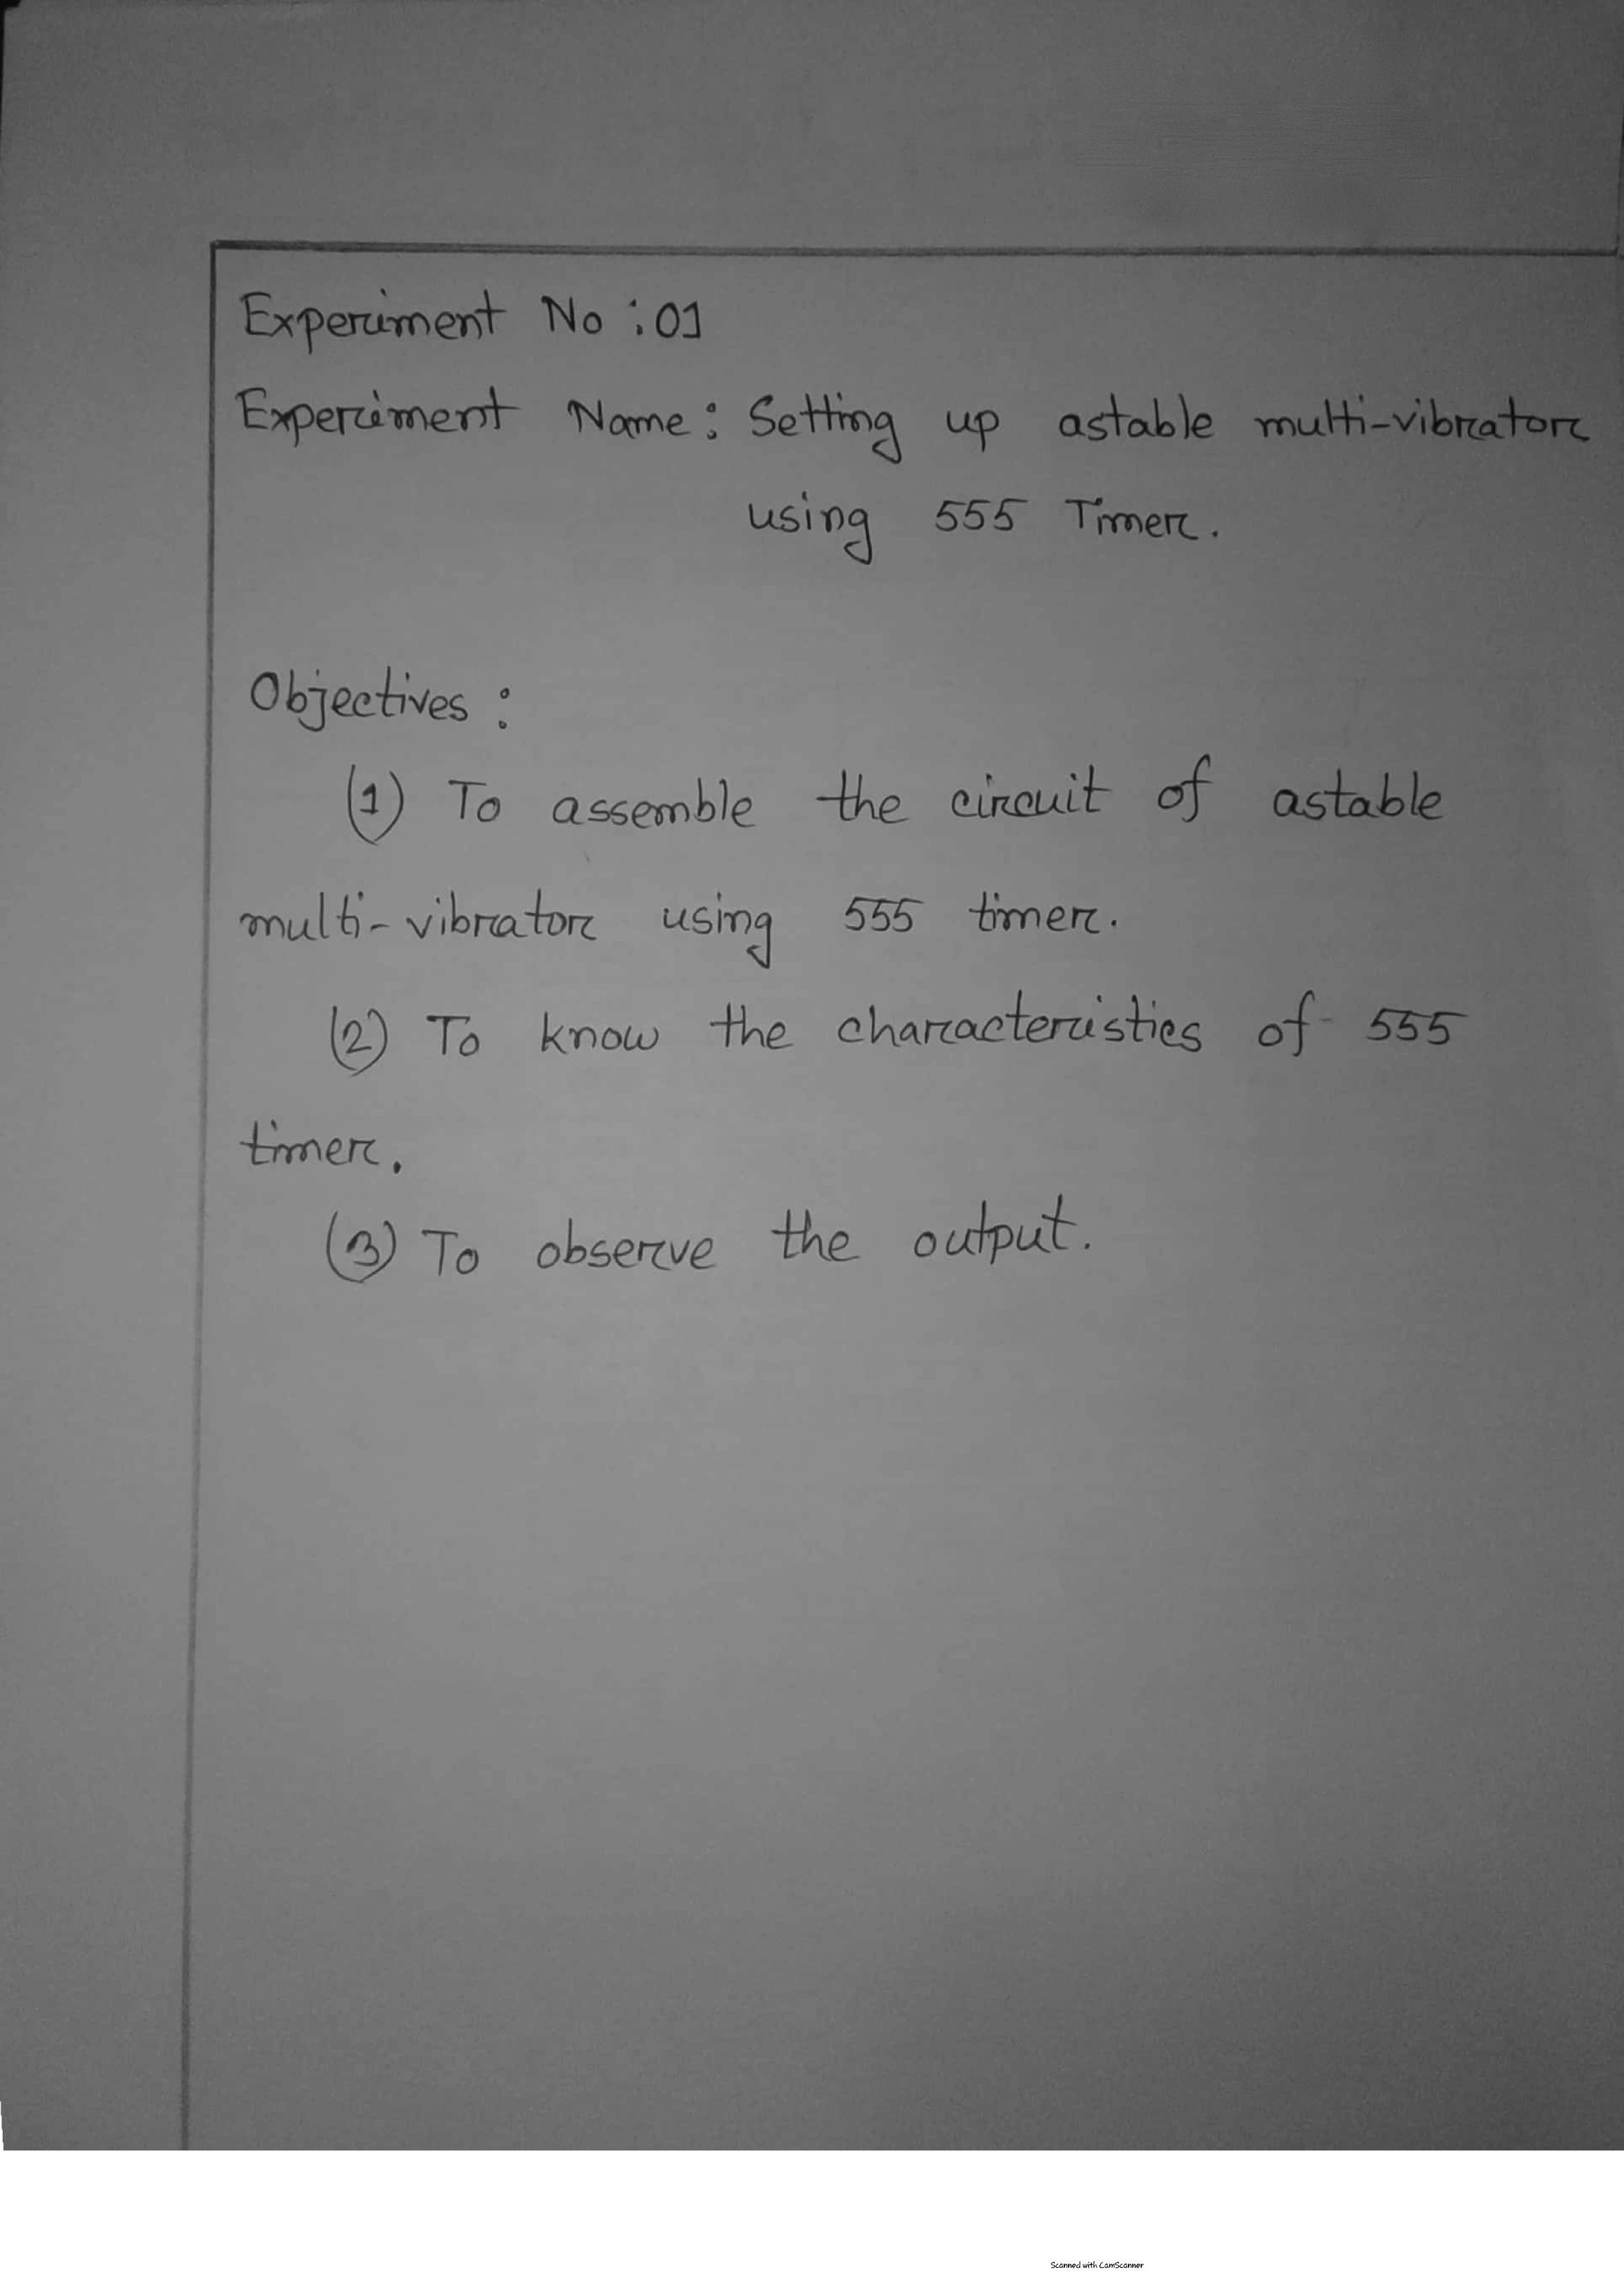 Experiment No : 01
Experiment Name : Setting up astable multi-vibrator
using 555 Timer.
Objectives :
(1) To assemble the circuit of astable
multi-vibrator using 555 timer.
(2) To know the characteristics of 555
timer.
(3) To observe the output.
Scanned with CamScanner